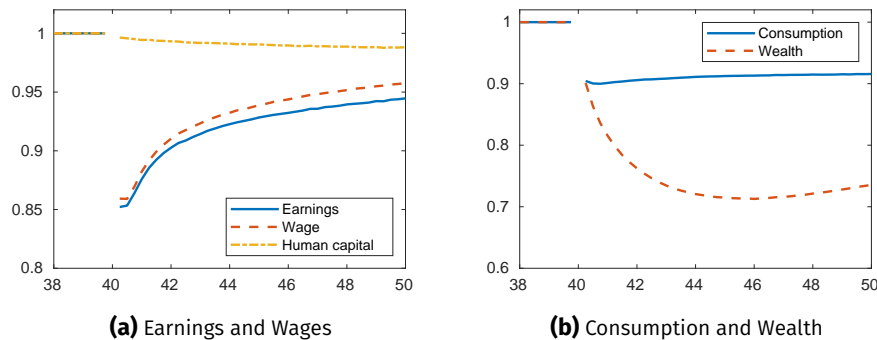 1
0.95
0.9
0.85
0.8
Earnings
Wage
Human capital
38 40 42 44 46 48 50
(a) Earnings and Wages
1
0.9
0.8
0.7
0.6
Consumption
Wealth
38 40 42 44 46 48 50
(b) Consumption and Wealth